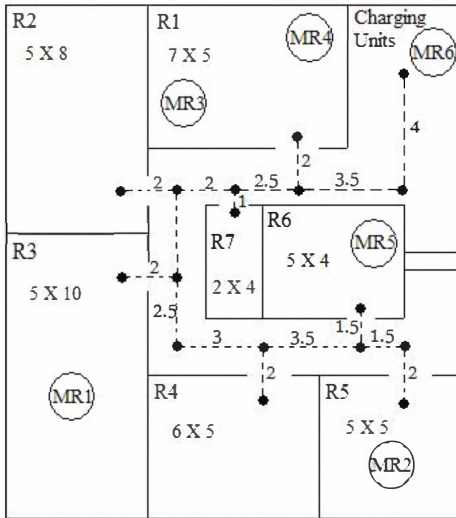 R2
5 X 8
R1
7 X 5
MR4
MR3
Charging
Units
MR6
4
2
2
2
2.5
3.5
1
R3
5 X 10
2
2.5
R7
2 X 4
R6
5 X 4
MR5
1.5
3
3.5
1.5
MR1
R4
6 X 5
2
R5
5 X 5
2
MR2